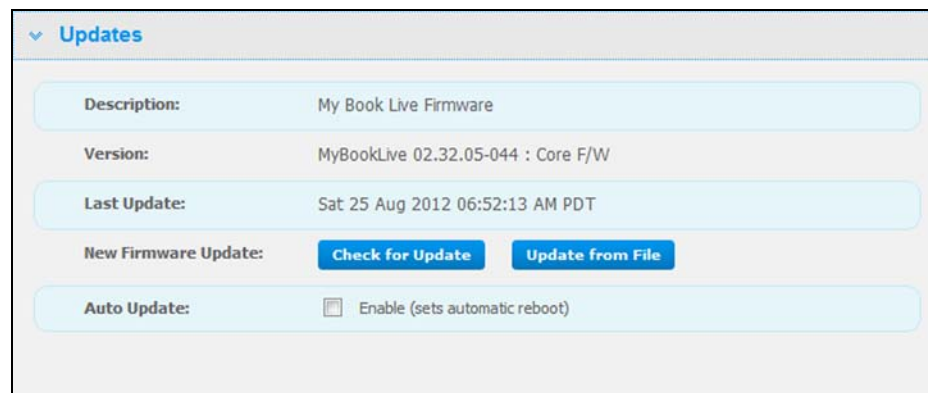 Updates
Description: My Book Live Firmware
Version: MyBookLive 02.32.05-044 : Core F/W
Last Update: Sat 25 Aug 2012 06:52:13 AM PDT
New Firmware Update: Check for Update Update from File
Auto Update: Enable (sets automatic reboot)